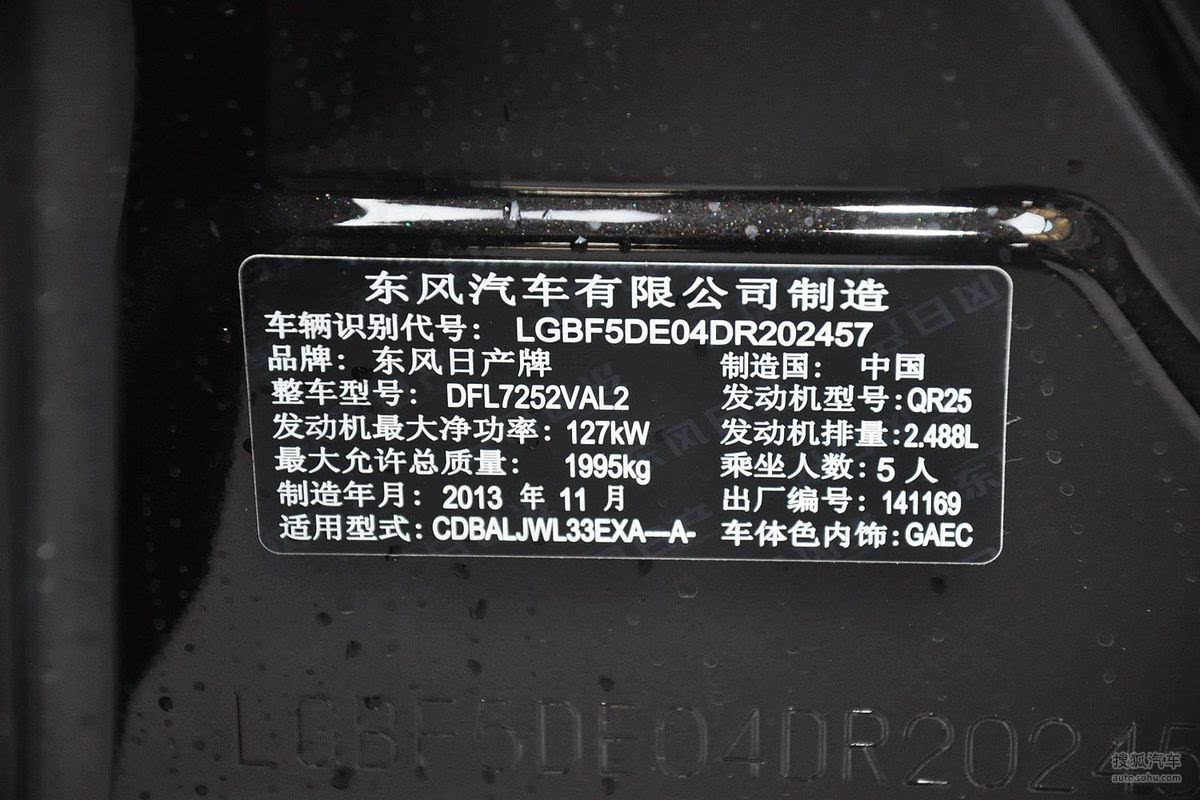 东风汽车有限公司制造
车辆识别代号： LGBF5DE04DR202457
品牌： 东风日产牌 制造国： 中国
整车型号： DFL7252VAL2 发动机型号:QR25
发动机最大净功率: 127kW 发动机排量:2.488L
最大允许总质量： 1995kg 乘坐人数: 5 人
制造年月: 2013 年 11 月 出厂编号: 141169
适用型式: CDBALJWL33EXA—A- 车体色内饰:GAEC
LGBF5DE04DR20245
搜狐汽车
auto.sohu.com